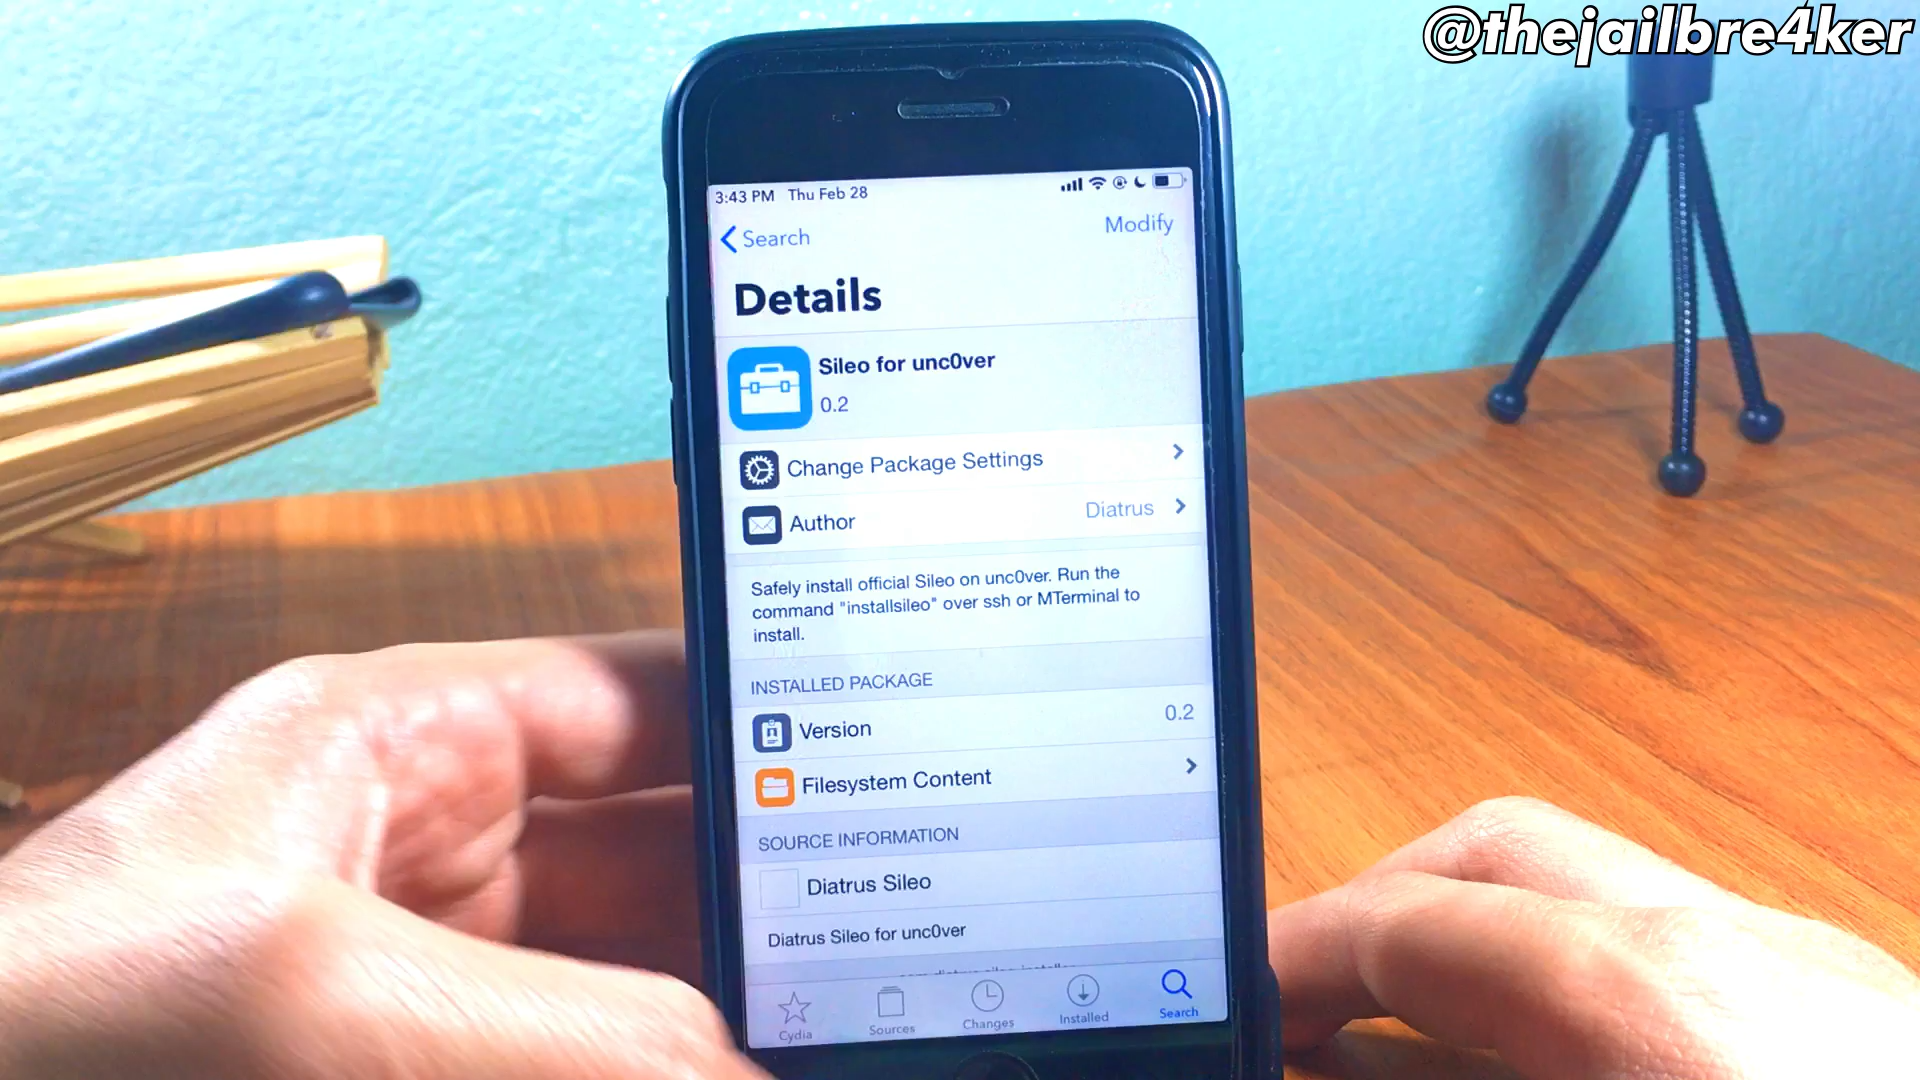 @thejailbre4ker
3:43 PM Thu Feb 28
Search
Modify
Details
Sileo for unc0ver
0.2
Change Package Settings
Author
Diatrus
Safely install official Sileo on unc0ver. Run the
command "installsileo" over ssh or MTerminal to
install.
INSTALLED PACKAGE
Version
0.2
Filesystem Content
SOURCE INFORMATION
Diatrus Sileo
Diatrus Sileo for unc0ver
Cydia
Sources
Changes
Installed
Search